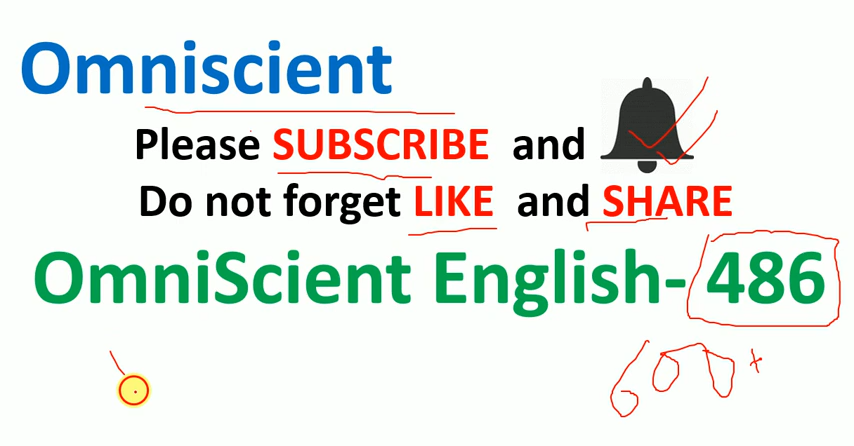 Omniscient
Please SUBSCRIBE and
Do not forget LIKE and SHARE
OmniScient English- 486
600+